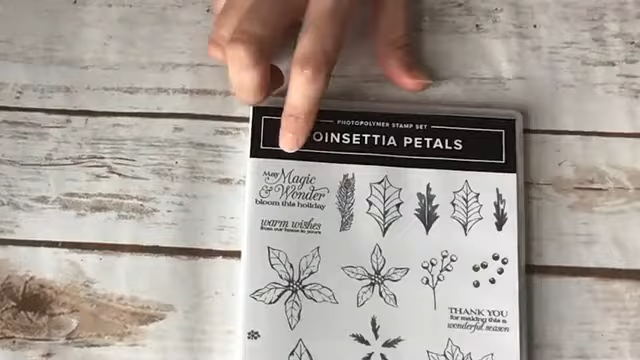 PHOTOPOLYMER STAMP SET
OINSETTIA PETALS
May Magic
& Wonder
bloom this holiday
warm wishes
from our house to yours
THANK YOU
for making this a
wonderful season